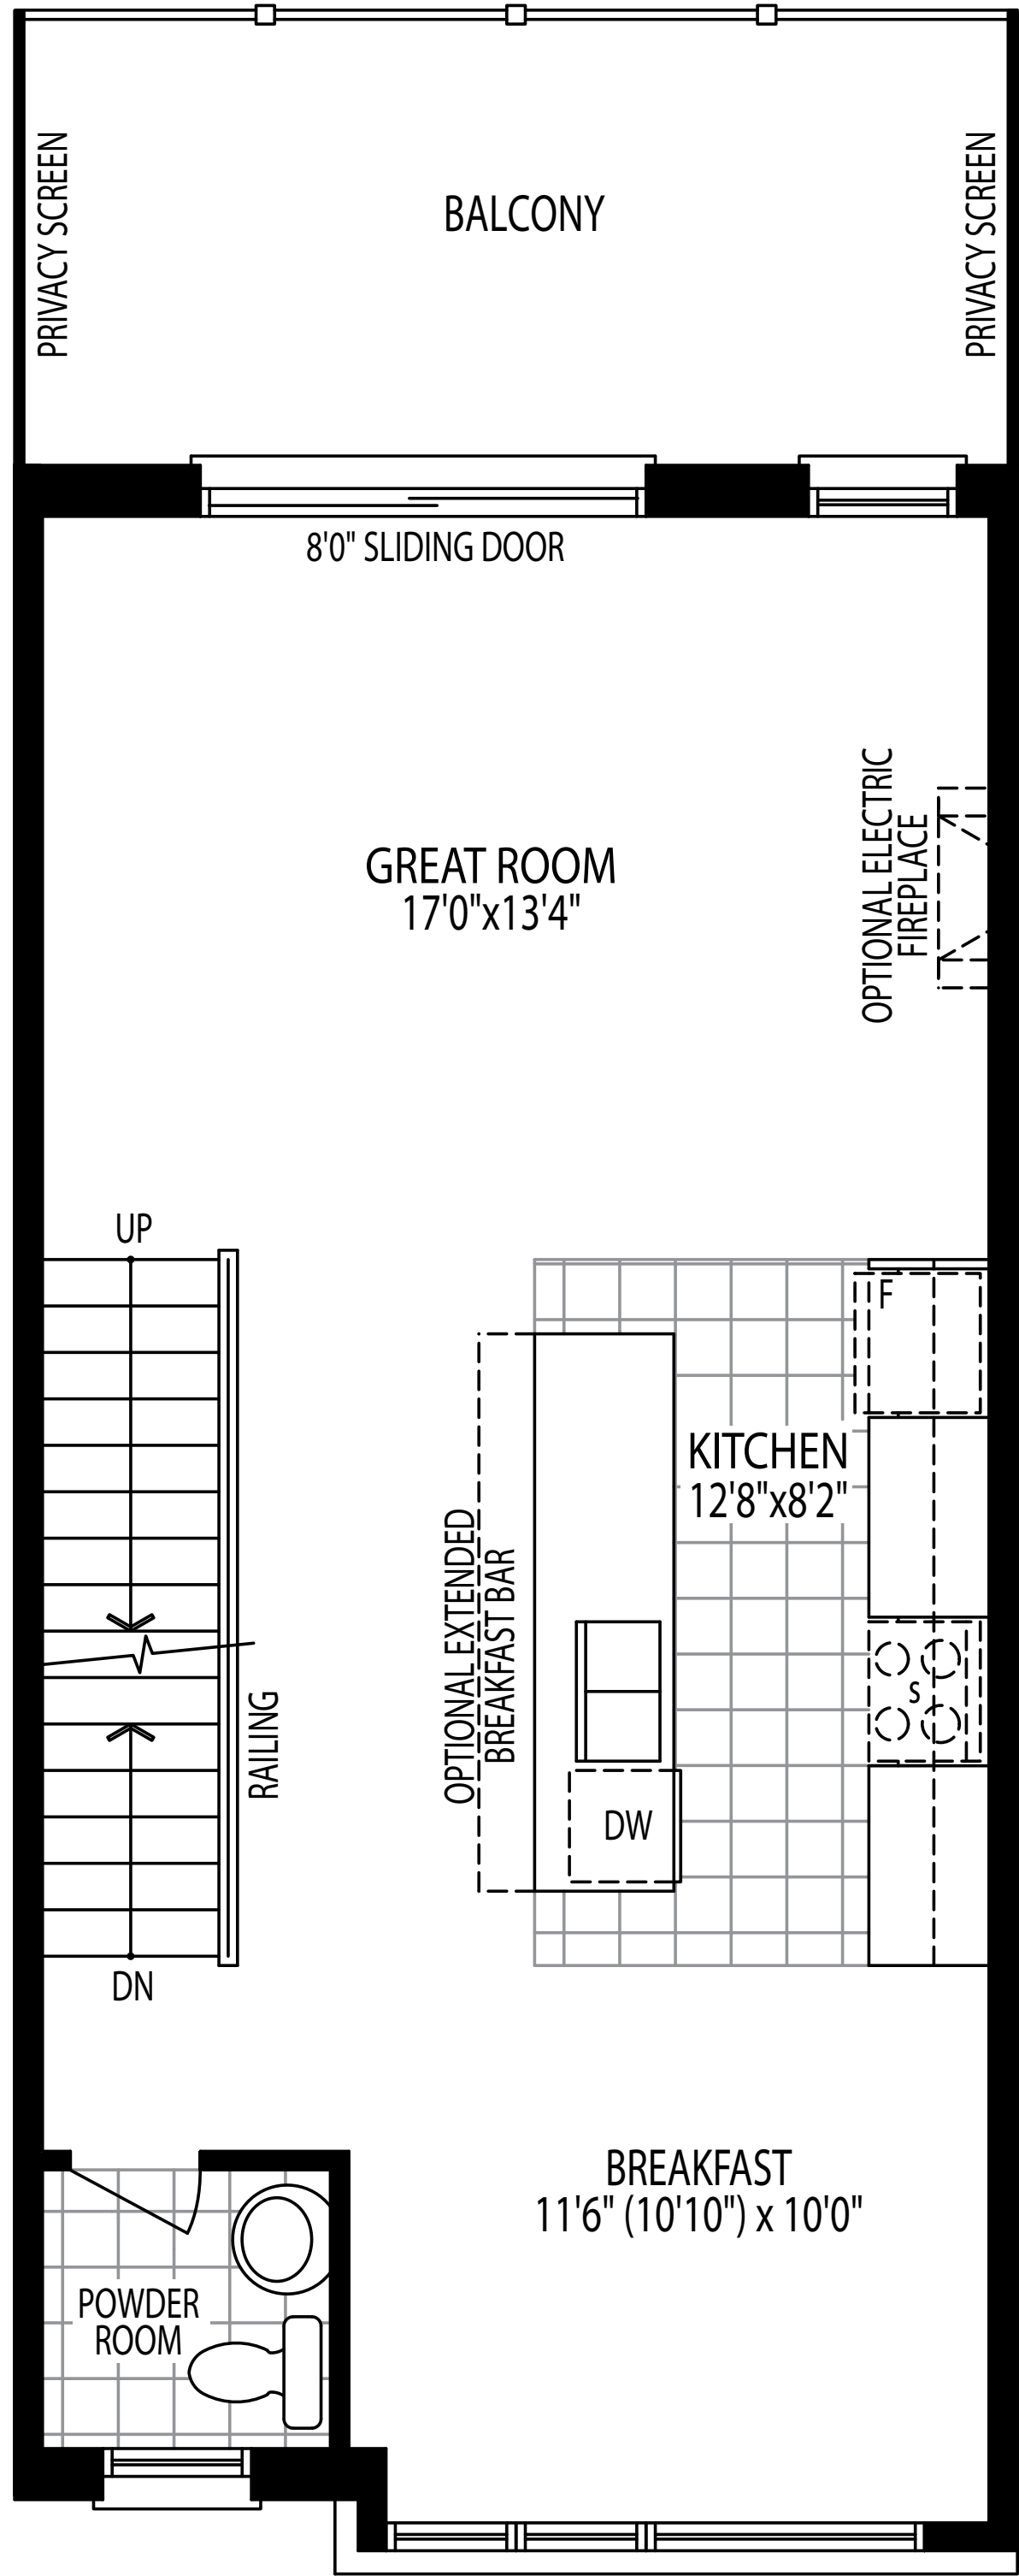 PRIVACY SCREEN
BALCONY
PRIVACY SCREEN
8'0" SLIDING DOOR
GREAT ROOM
17'0"x13'4"
OPTIONAL ELECTRIC
FIREPLACE
UP
F
KITCHEN
12'8"x8'2"
OPTIONAL EXTENDED
BREAKFAST BAR
S
RAILING
DW
DN
BREAKFAST
11'6" (10'10") x 10'0"
POWDER
ROOM